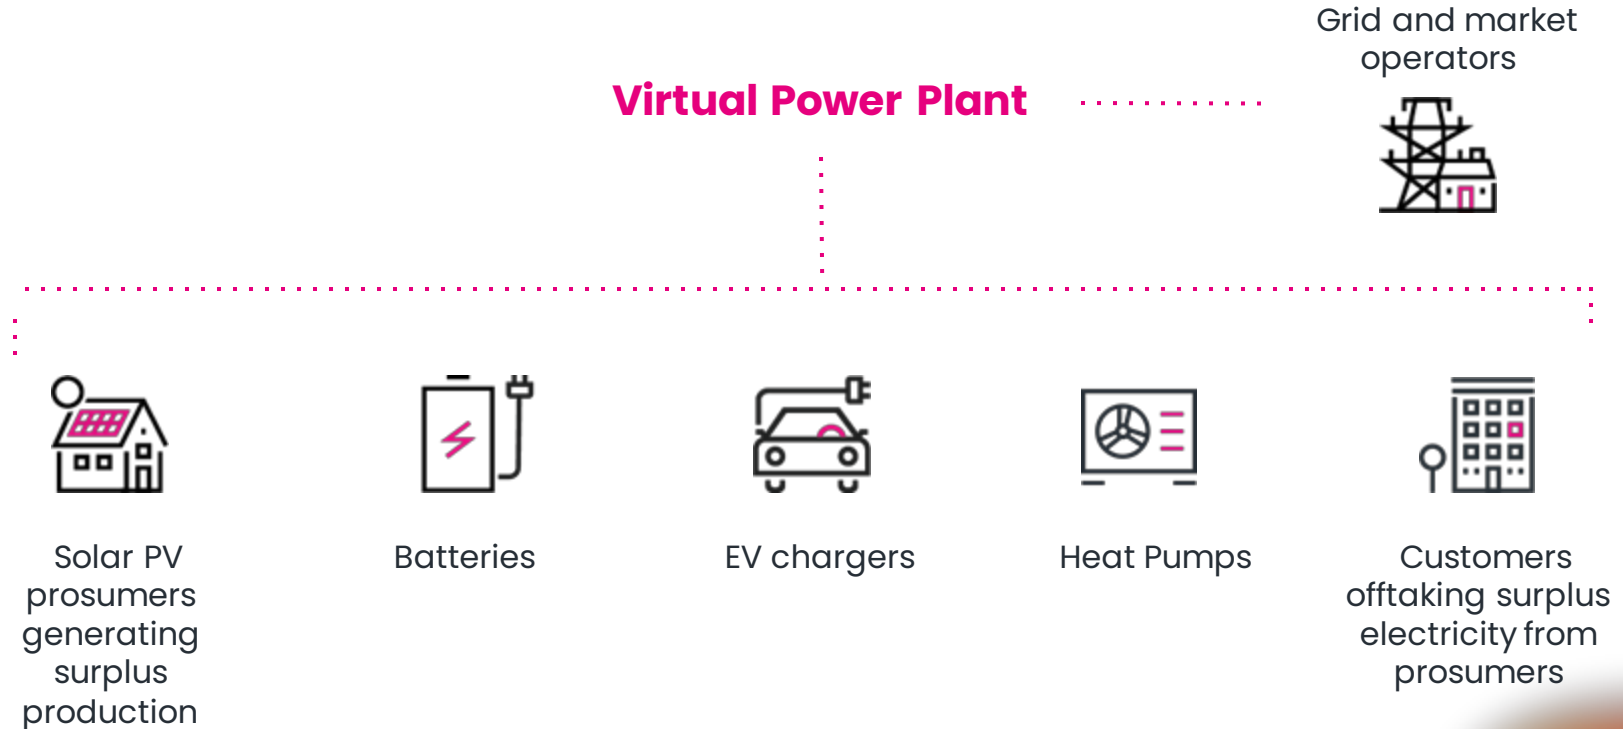 Grid and market
operators
Virtual Power Plant
Solar PV
prosumers
generating
surplus
production
Batteries
EV chargers
Heat Pumps
Customers
offtaking surplus
electricity from
prosumers